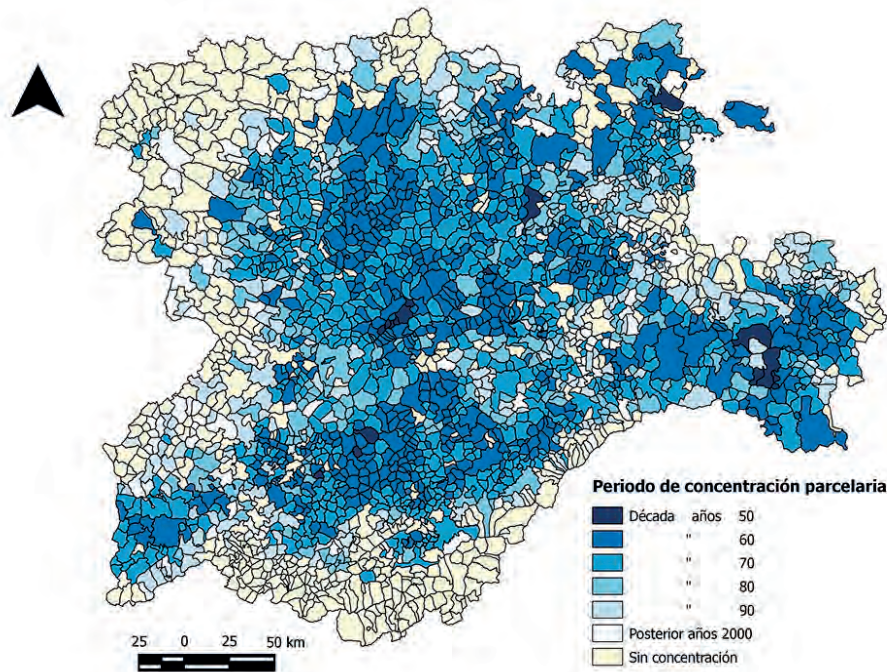 Periodo de concentración parcelaria
Década años 50
" 60
" 70
" 80
" 90
Posterior años 2000
Sin concentración
25 0 25 50 km